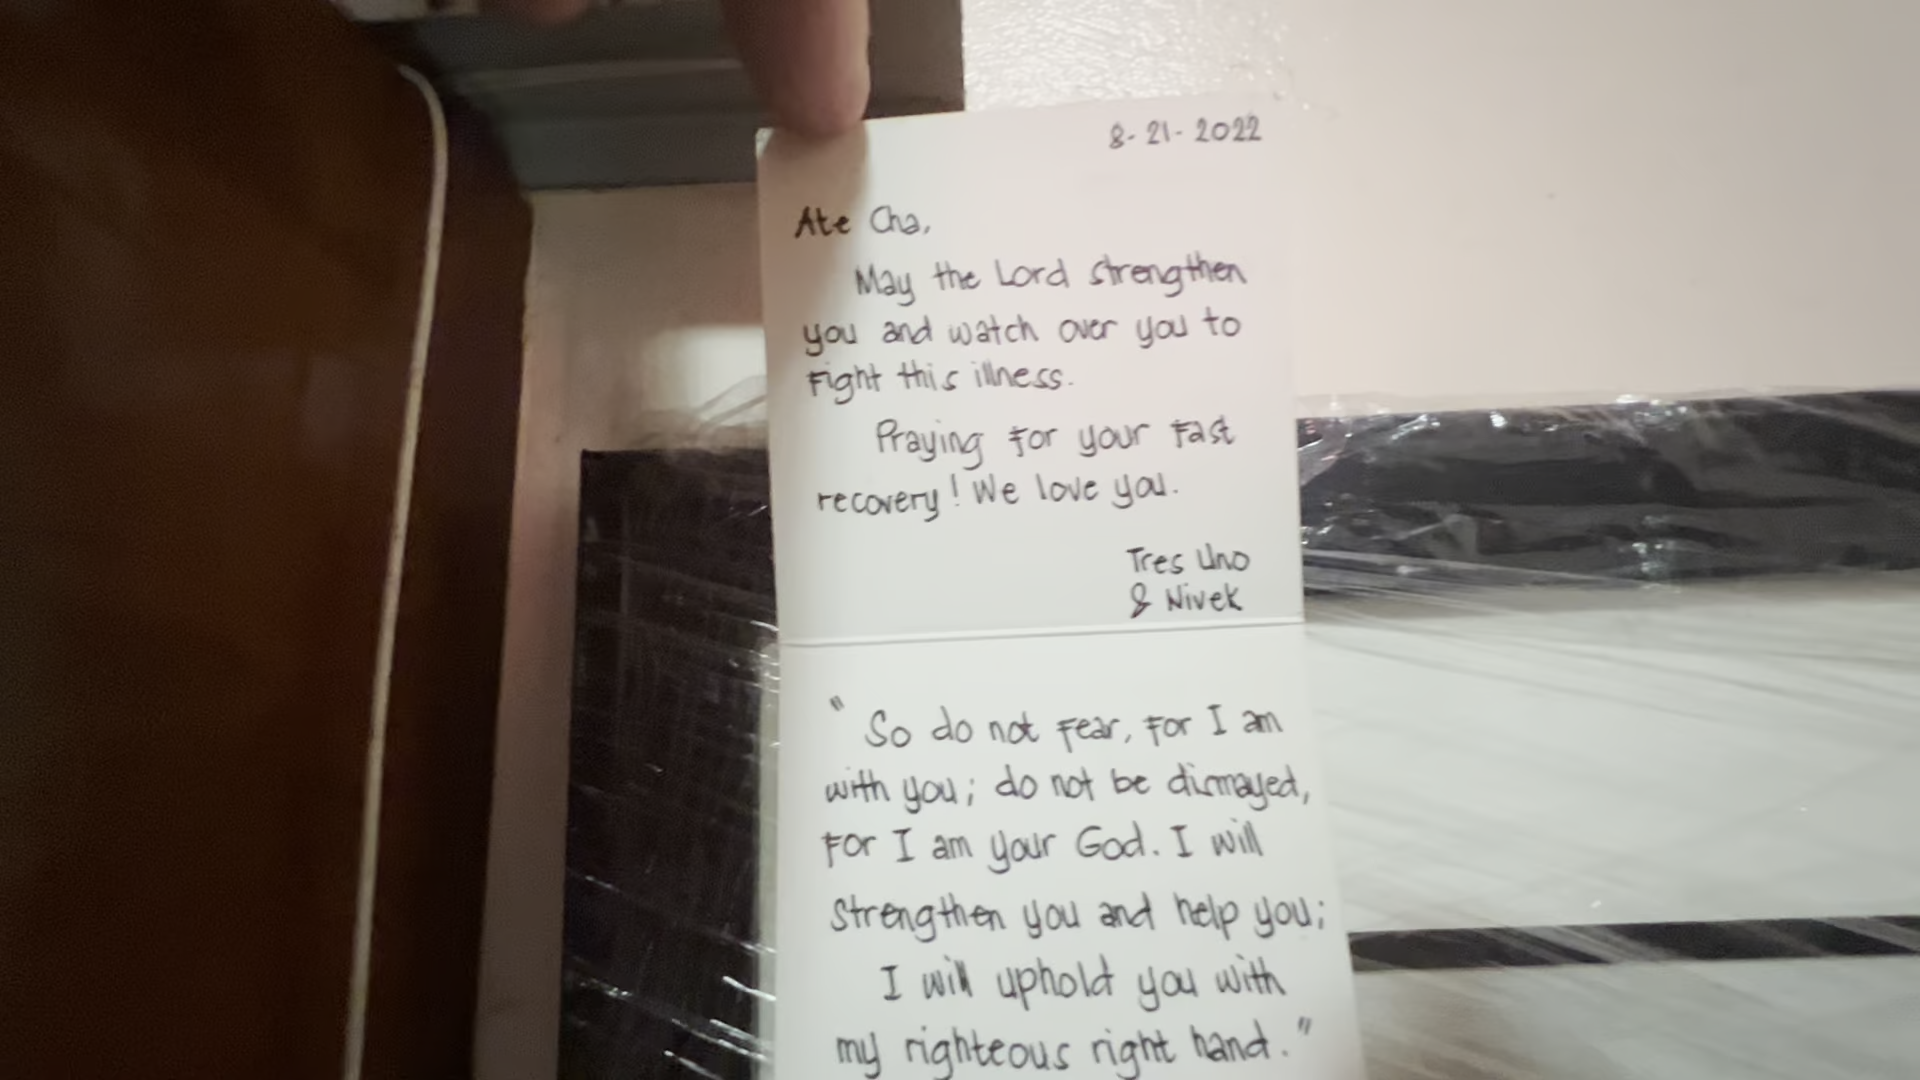 8-21-2022
Ate Cha,
May the Lord strengthen
you and watch over you to
Fight this illness.
Praying for your fast
recovery! We love you.
Tres Uno
& Nivek
"So do not fear, for I am
with you; do not be dismayed,
for I am your God. I will
strengthen you and help you;
I will uphold you with
my righteous right hand."